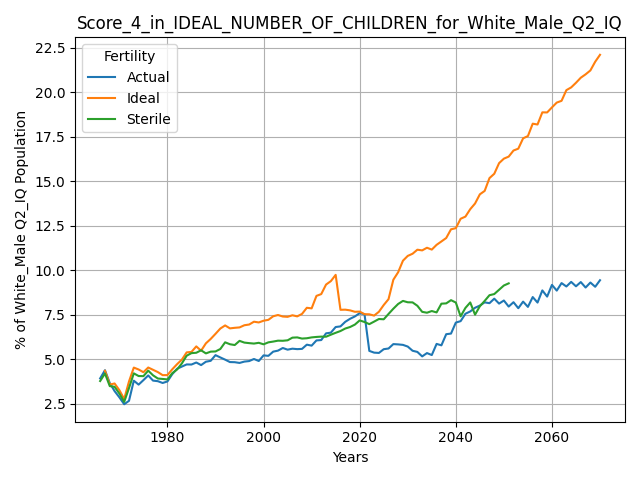 Score_4_in_IDEAL_NUMBER_OF_CHILDREN_for_White_Male_Q2_IQ
Fertility
Actual
Ideal
Sterile
% of White_Male Q2_IQ Population
22.5
20.0
17.5
15.0
12.5
10.0
7.5
5.0
2.5
1980
2000
2020
2040
2060
Years